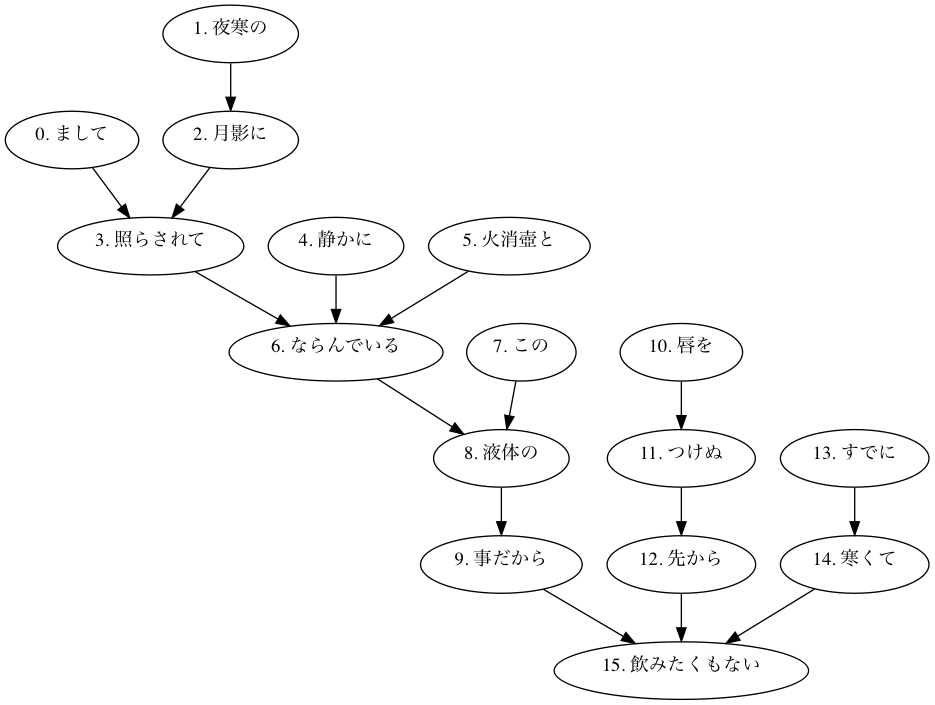 1. 夜寒の
0. まして
2. 月影に
3. 照らされて
4. 静かに
5. 火消壺と
6. ならんでいる
7. この
10. 唇を
8. 液体の
11. つけぬ
13. すでに
9. 事だから
12. 先から
14. 寒くて
15. 飲みたくもない